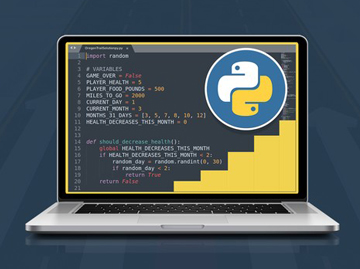 import random
# VARIABLES
GAME_OVER = False
PLAYER_HEALTH = 5
PLAYER_FOOD_POUNDS = 500
MILES_TO_GO = 2000
CURRENT_DAY = 1
CURRENT_MONTH = 3
MONTHS_31_DAYS = [3, 5, 7, 8, 10, 12]
HEALTH_DECREASES_THIS_MONTH = 0
def should_decrease_health():
global HEALTH_DECREASES_THIS_MONTH
if HEALTH_DECREASES_THIS_MONTH < 2:
random_day = random.randint(0, 30)
if random_day < 2:
return True
return False